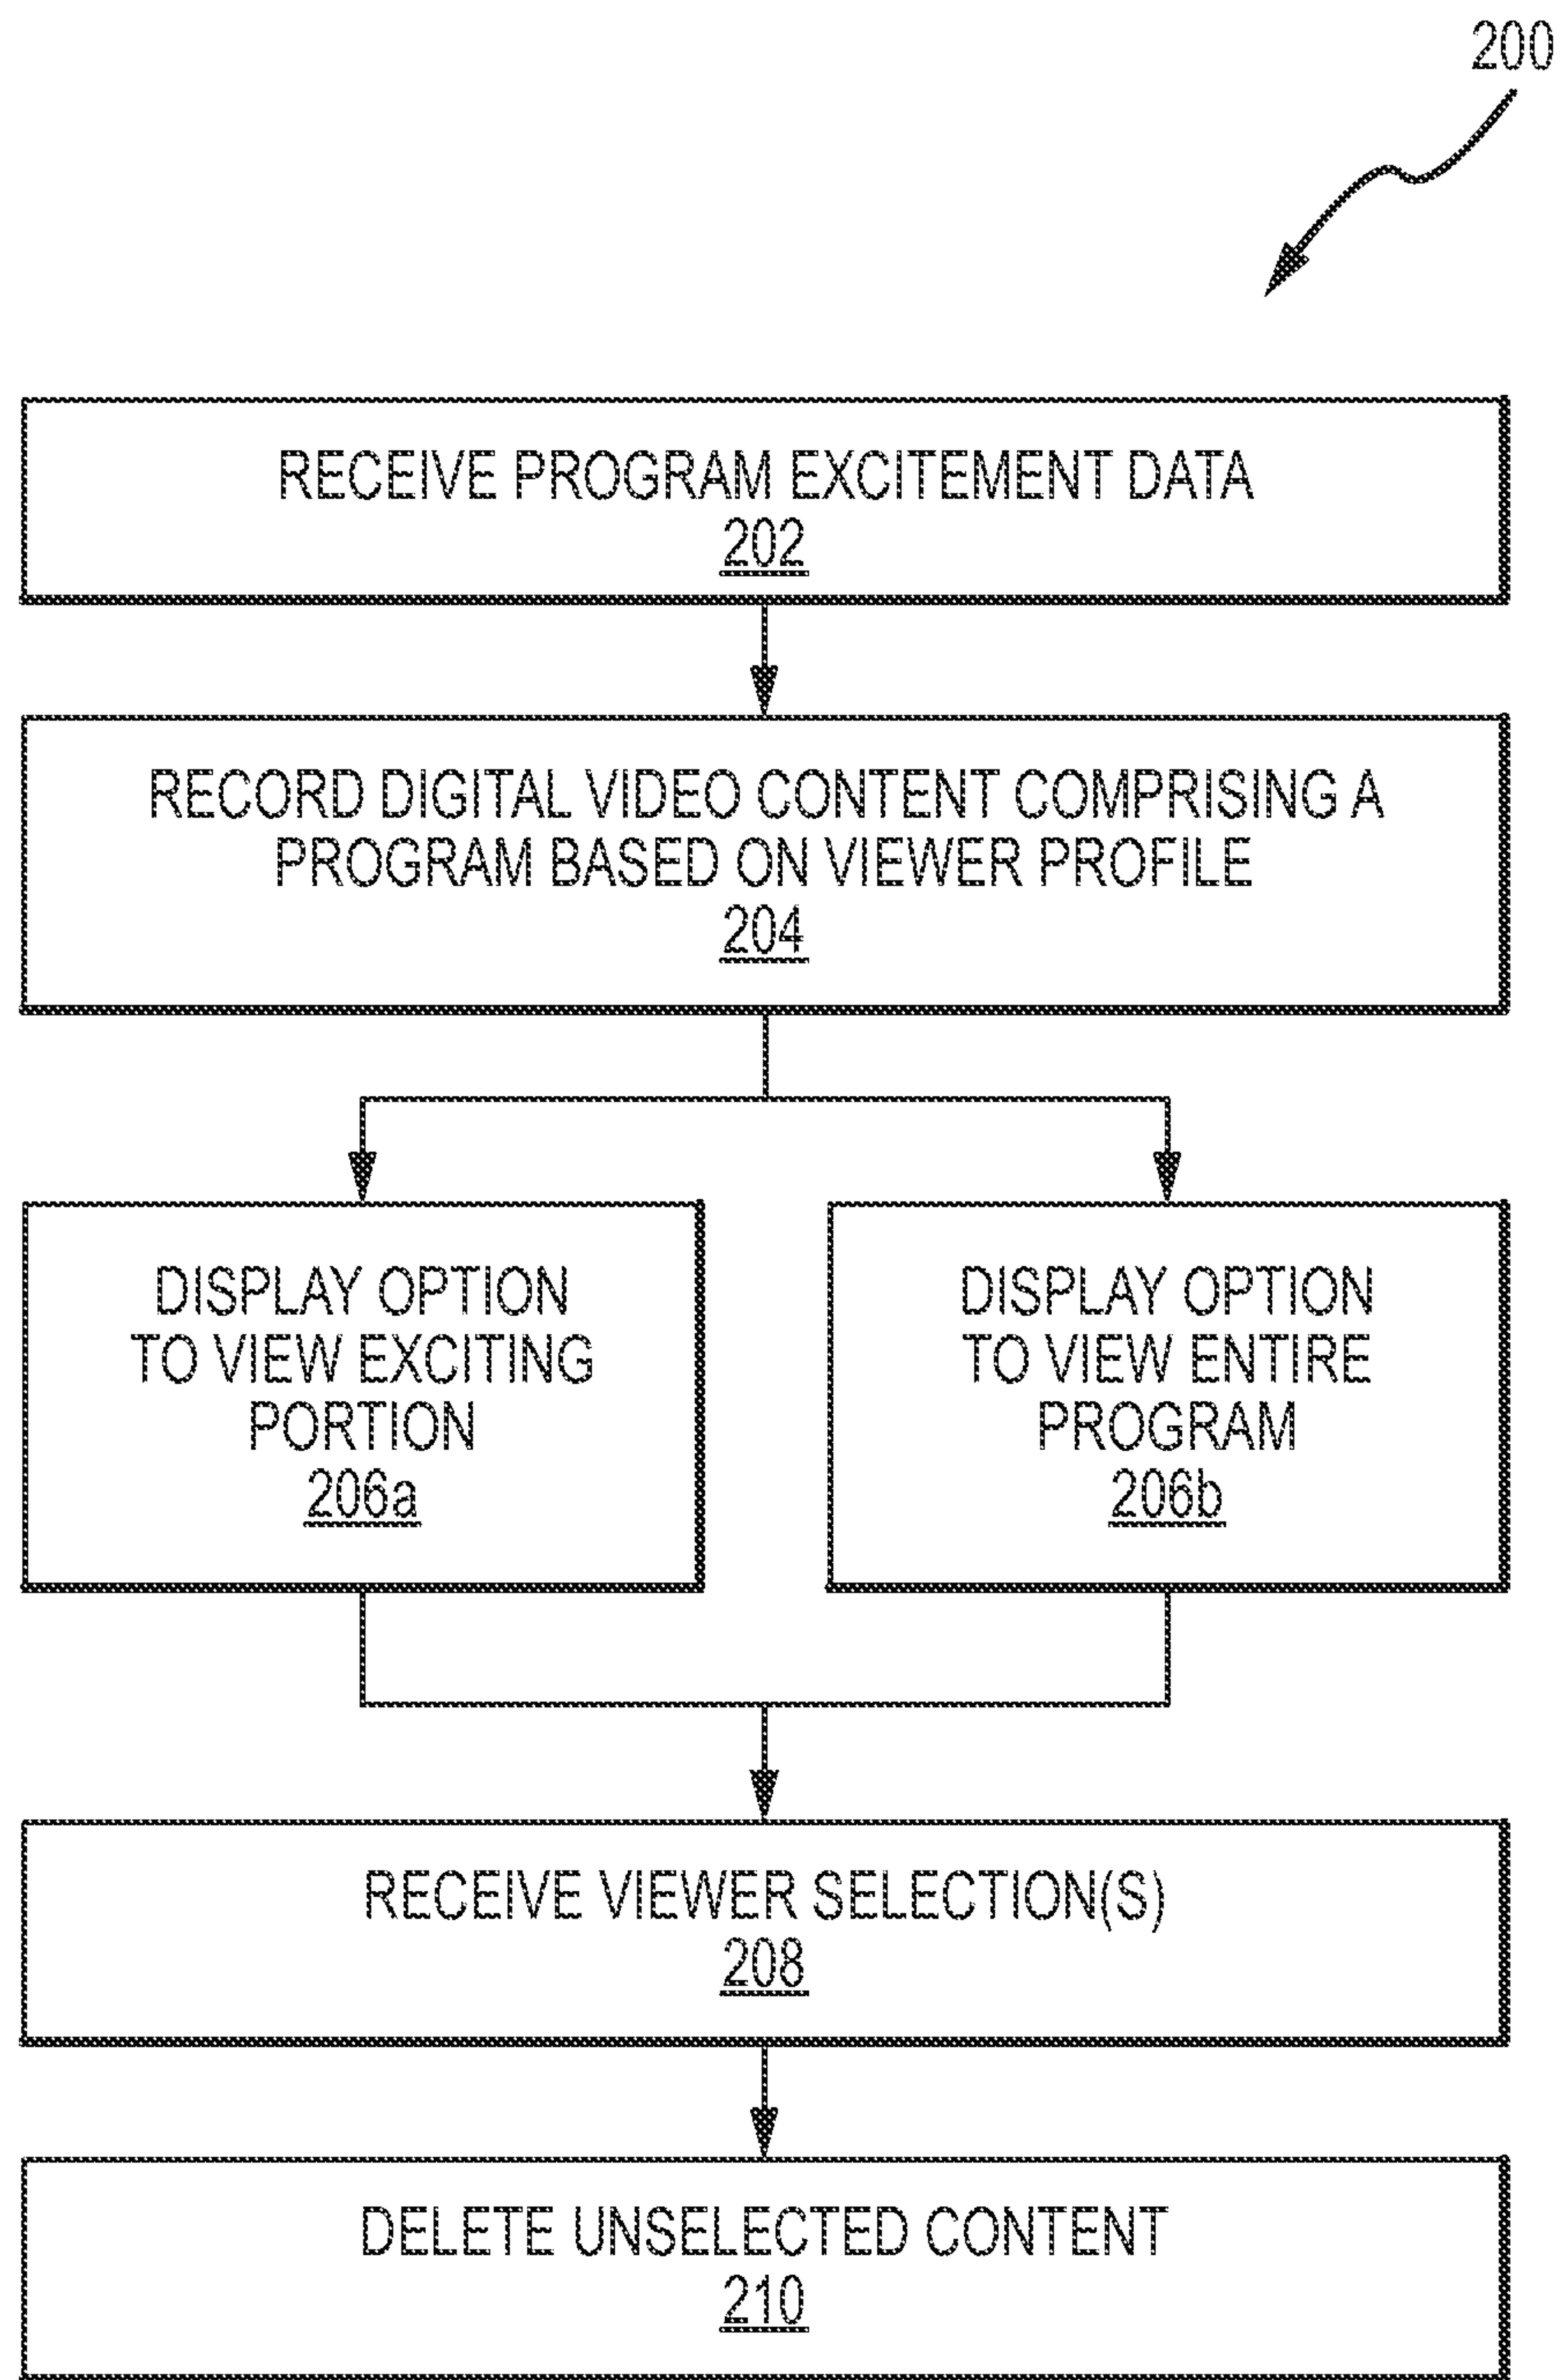 200
RECEIVE PROGRAM EXCITEMENT DATA
202
RECORD DIGITAL VIDEO CONTENT COMPRISING A
PROGRAM BASED ON VIEWER PROFILE
204
DISPLAY OPTION
TO VIEW EXCITING
PORTION
206a
DISPLAY OPTION
TO VIEW ENTIRE
PROGRAM
206b
RECEIVE VIEWER SELECTION(S)
208
DELETE UNSELECTED CONTENT
210